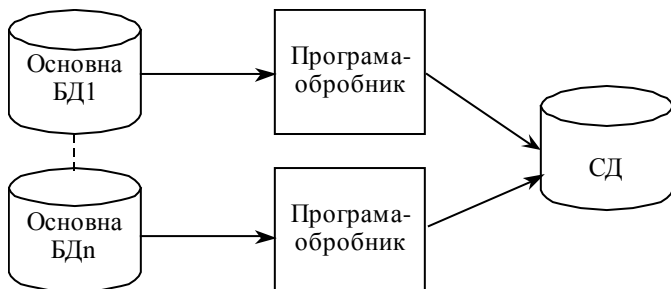 Основна
БД1
Програма-
обробник
СД
Основна
БДn
Програма-
обробник